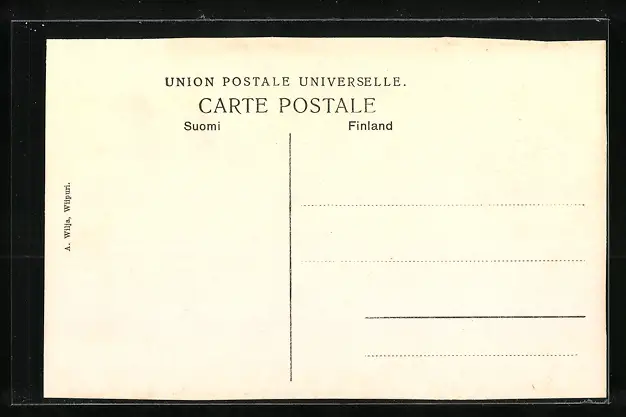 UNION POSTALE UNIVERSELLE.
CARTE POSTALE
Suomi Finland
A. Wilja, Wiipuri.